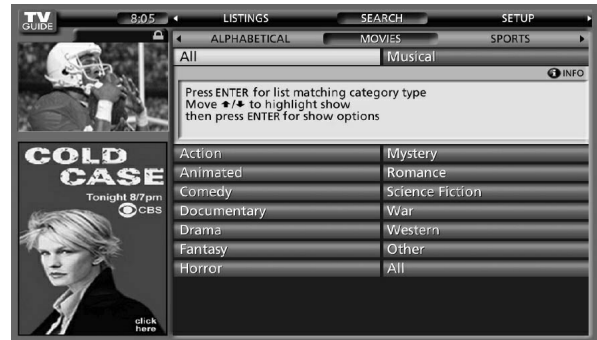 TV
GUIDE
8:05
LISTINGS SEARCH SETUP
ALPHABETICAL MOVIES SPORTS
All Musical
INFO
Press ENTER for list matching category type
Move ↑/↓ to highlight show
then press ENTER for show options
COLD
CASE
Tonight 8/7pm
CBS
click
here
Action Mystery
Animated Romance
Comedy Science Fiction
Documentary War
Drama Western
Fantasy Other
Horror All